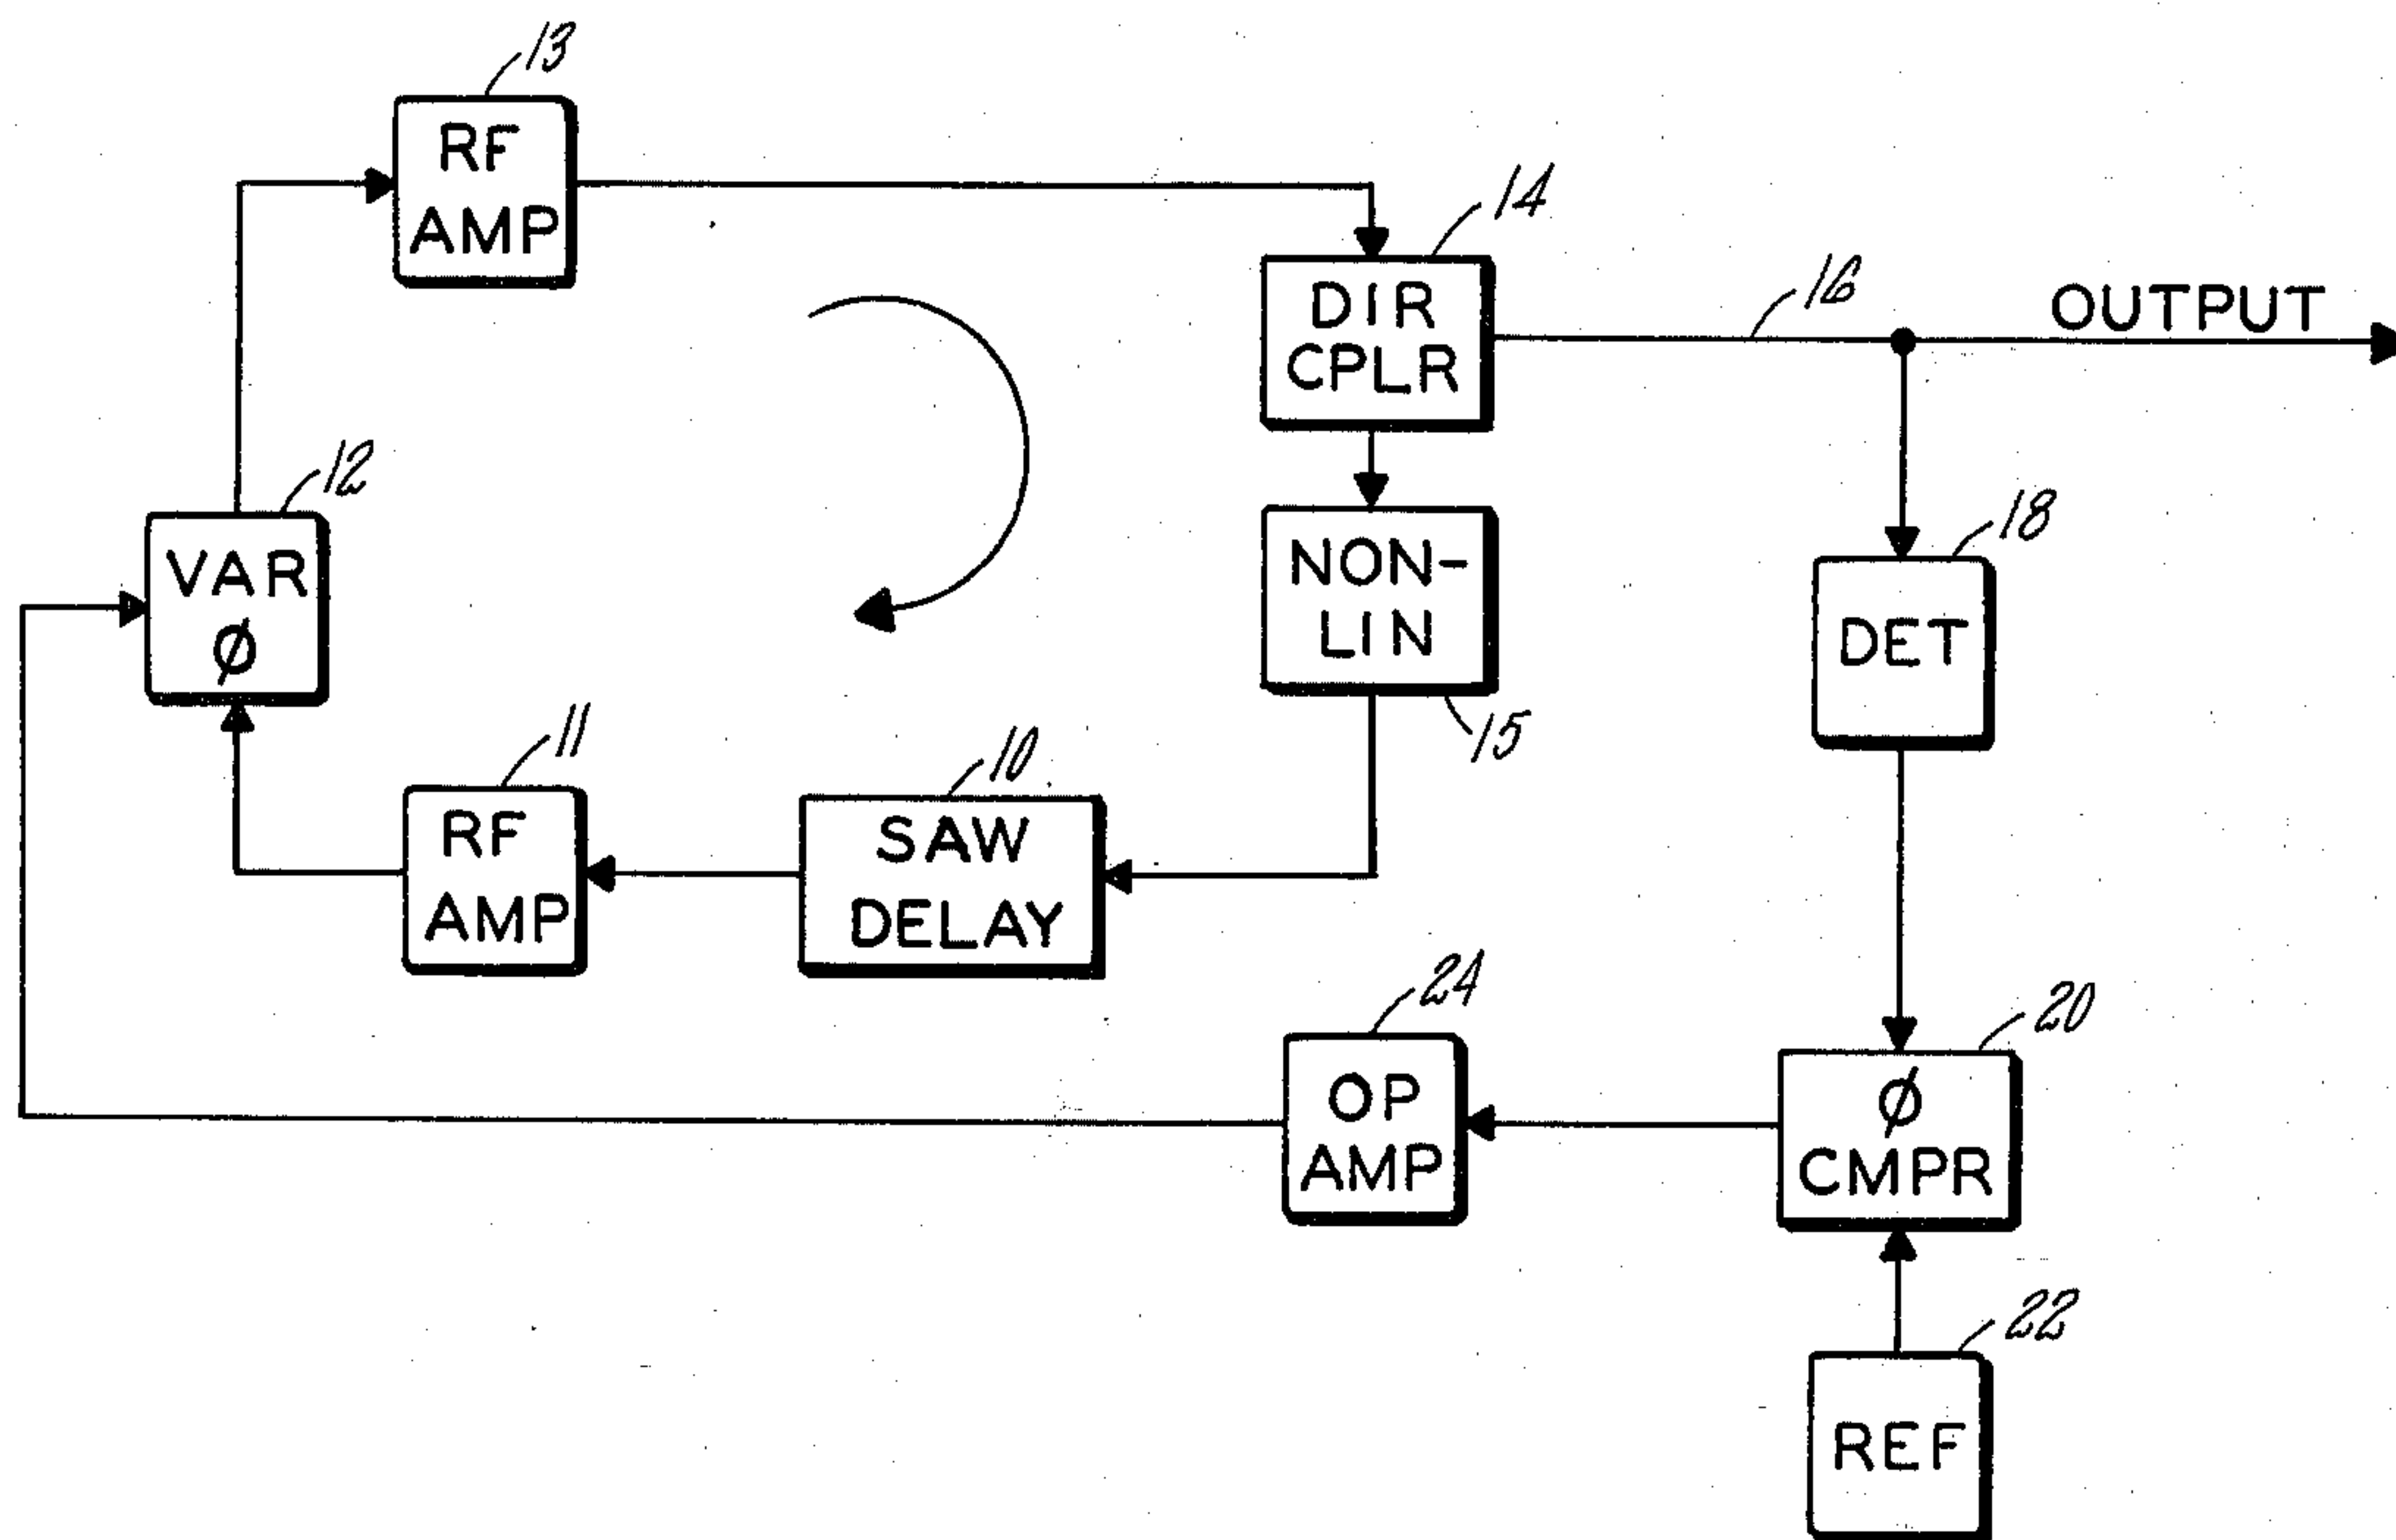 13
RF
AMP
14
DIR
CPLR
16
OUTPUT
12
VAR
Ø
NON-
LIN
15
18
DET
11
RF
AMP
10
SAW
DELAY
24
OP
AMP
20
Ø
CMPR
22
REF